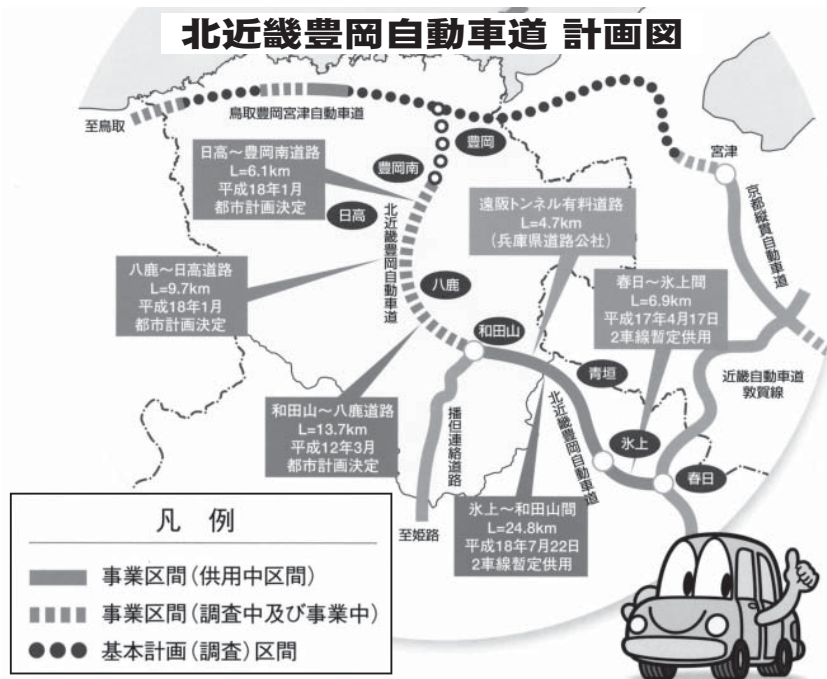 北近畿豊岡自動車道 計画図
至鳥取
鳥取豊岡宮津自動車道
宮津
豊岡
豊岡南
日高～豊岡南道路
L=6.1km
平成18年1月
都市計画決定
日高
北近畿豊岡自動車道
遠阪トンネル有料道路
L=4.7km
(兵庫県道路公社)
京都縦貫自動車道
八鹿～日高道路
L=9.7km
平成18年1月
都市計画決定
八鹿
春日～氷上間
L=6.9km
平成17年4月17日
2車線暫定供用
和田山
青垣
近畿自動車道
敦賀線
和田山～八鹿道路
L=13.7km
平成12年3月
都市計画決定
播但連絡道路
北近畿豊岡自動車道
氷上
春日
至姫路
氷上～和田山間
L=24.8km
平成18年7月22日
2車線暫定供用
凡 例
事業区間(供用中区間)
事業区間(調査中及び事業中)
基本計画(調査)区間